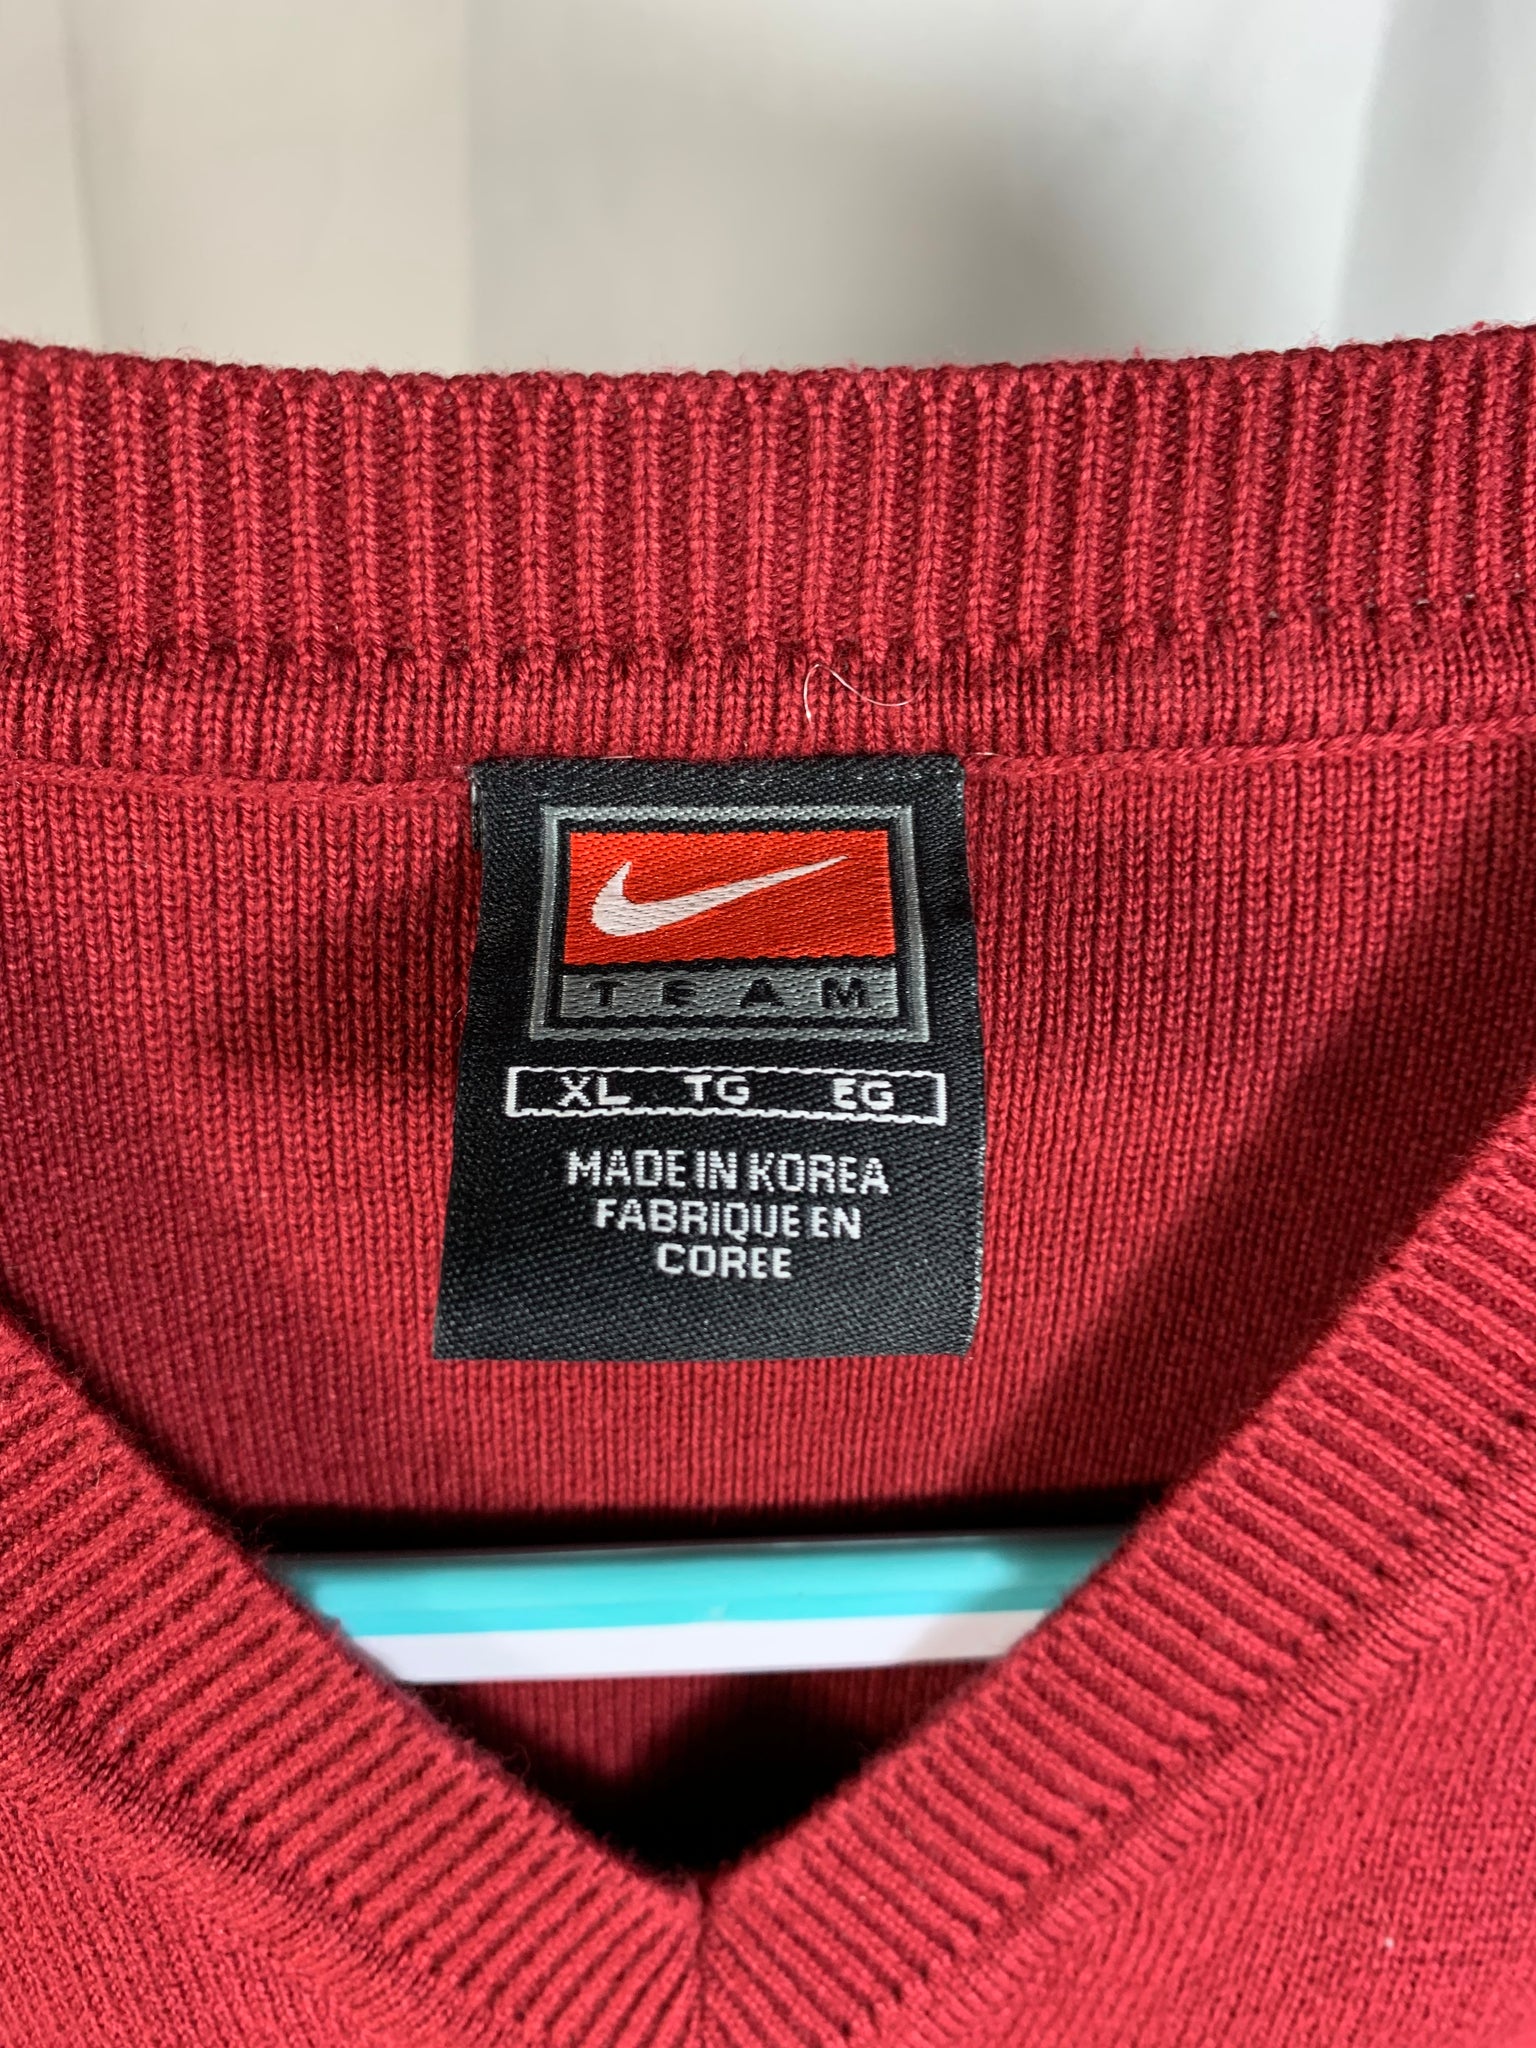 TEAM
XL TG EG
MADE IN KOREA
FABRIQUE EN
COREE